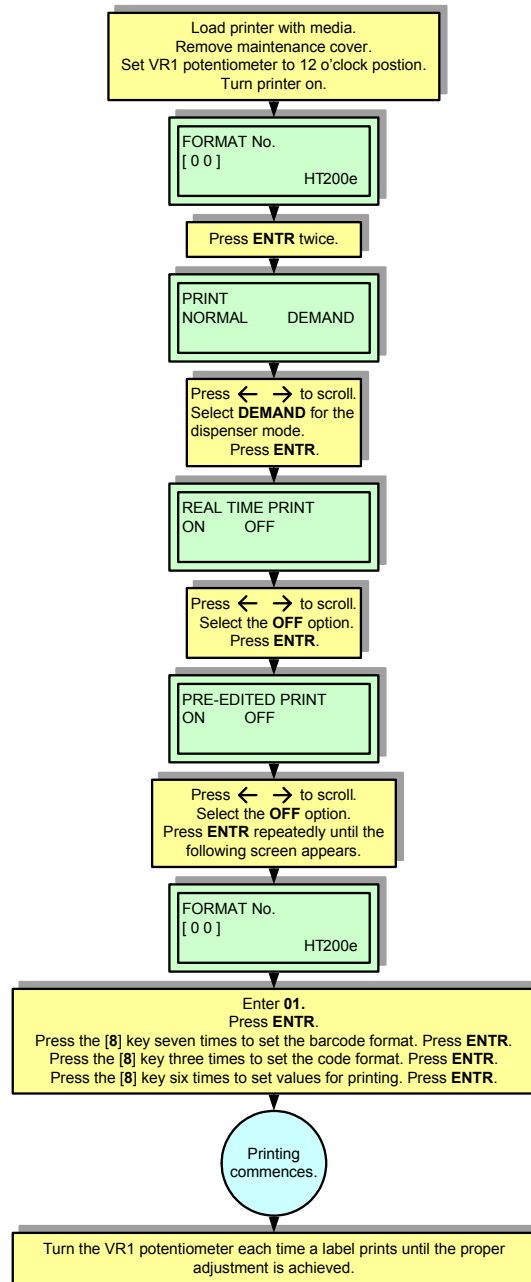 Load printer with media.
Remove maintenance cover.
Set VR1 potentiometer to 12 o'clock postion.
Turn printer on.
FORMAT No.
[ 0 0 ]
HT200e
Press ENTR twice.
PRINT
NORMAL DEMAND
Press ← → to scroll.
Select DEMAND for the
dispenser mode.
Press ENTR.
REAL TIME PRINT
ON OFF
Press ← → to scroll.
Select the OFF option.
Press ENTR.
PRE-EDITED PRINT
ON OFF
Press ← → to scroll.
Select the OFF option.
Press ENTR repeatedly until the
following screen appears.
FORMAT No.
[ 0 0 ]
HT200e
Enter 01.
Press ENTR.
Press the [8] key seven times to set the barcode format. Press ENTR.
Press the [8] key three times to set the code format. Press ENTR.
Press the [8] key six times to set values for printing. Press ENTR.
Printing
commences.
Turn the VR1 potentiometer each time a label prints until the proper
adjustment is achieved.